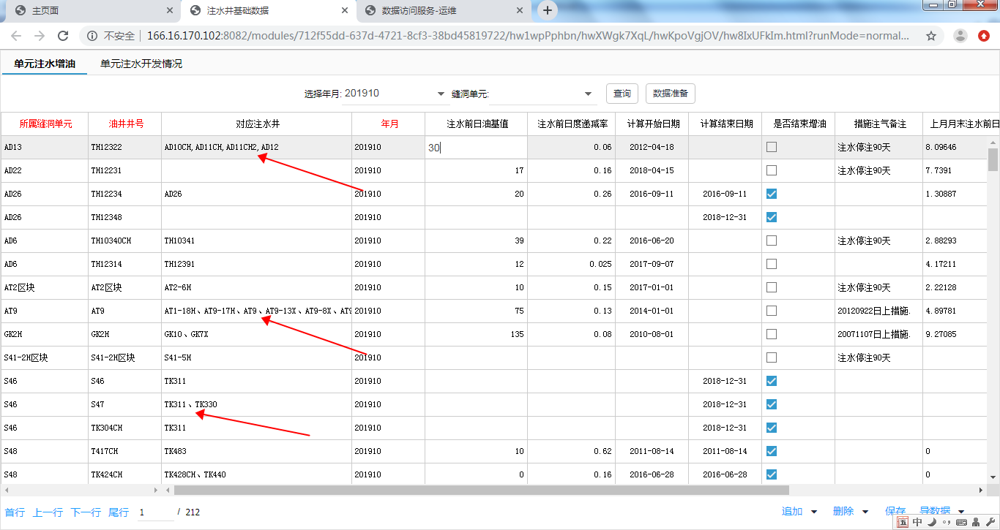 主页面 注水井基础数据 数据访问服务-运维
不安全 166.16.170.102:8082/modules/712f55dd-637d-4721-8cf3-38bd45819722/hw1wpPphbn/hwXWgk7XqL/hwKpoVgjOV/hw8IxUFkIm.html?runMode=normal...
单元注水增油 单元注水开发情况
选择年月: 201910 缝洞单元: 查询 数据准备
所属缝洞单元 油井井号 对应注水井 年月 注水前日油基值 注水前日度递减率 计算开始日期 计算结束日期 是否结束增油 措施注气备注 上月月末注水前日
AD13 TH12322 AD10CH,AD11CH,AD11CH2,AD12 201910 30 0.06 2012-04-18 注水停注90天 8.09646
AD22 TH12231 201910 17 0.16 2018-04-15 注水停注90天 7.7391
AD26 TH12234 AD26 201910 20 0.26 2016-09-11 2016-09-11 1.30887
AD26 TH12348 201910 2018-12-31
AD6 TH10340CH TH10341 201910 39 0.22 2016-06-20 注水停注90天 2.88293
AD6 TH12314 TH12391 201910 12 0.025 2017-09-07 4.17211
AT2区块 AT2区块 AT2-6H 201910 10 0.15 2017-01-01 注水停注90天 2.22128
AT9 AT9 AT1-18H、AT9-17H、AT9、AT9-13X、AT9-8X、AT9 201910 75 0.13 2014-01-01 20120922日上措施. 4.89781
GK2H GK2H GK10、GK7X 201910 135 0.08 2010-08-01 20071107日上措施. 9.27085
S41-2H区块 S41-2H区块 S41-5H 201910 注水停注90天
S46 S46 TK311 201910 2018-12-31
S46 S47 TK311、TK330 201910 2018-12-31
S46 TK304CH TK311 201910 2018-12-31
S48 T417CH TK483 201910 10 0.62 2011-08-14 2011-08-14 0
S48 TK424CH TK428CH、TK440 201910 0 0.16 2016-06-28 2016-06-28 0
首行 上一行 下一行 尾行 1 / 212 追加 删除 保存 导数据
五 中